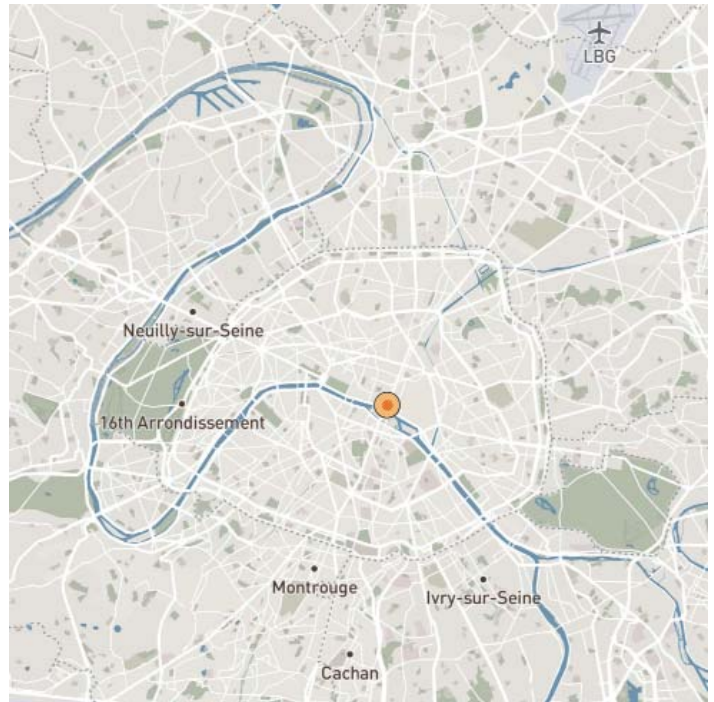 LBG
Neuilly-sur-Seine
16th Arrondissement
Montrouge
Ivry-sur-Seine
Cachan